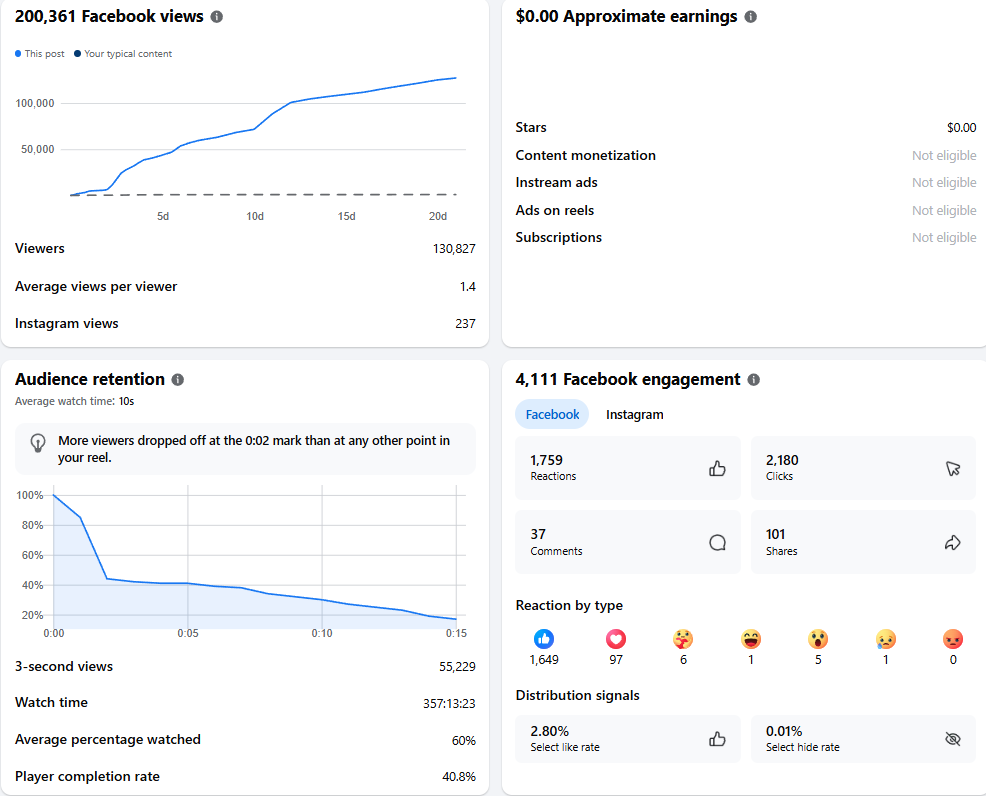 200,361 Facebook views
This post Your typical content
100,000
50,000
5d 10d 15d 20d
Viewers 130,827
Average views per viewer 1.4
Instagram views 237
$0.00 Approximate earnings
Stars $0.00
Content monetization Not eligible
Instream ads Not eligible
Ads on reels Not eligible
Subscriptions Not eligible
Audience retention
Average watch time: 10s
More viewers dropped off at the 0:02 mark than at any other point in
your reel.
100%
80%
60%
40%
20%
0:00 0:05 0:10 0:15
3-second views 55,229
Watch time 357:13:23
Average percentage watched 60%
Player completion rate 40.8%
4,111 Facebook engagement
Facebook Instagram
1,759
Reactions
2,180
Clicks
37
Comments
101
Shares
Reaction by type
1,649 97 6 1 5 1 0
Distribution signals
2.80%
Select like rate
0.01%
Select hide rate